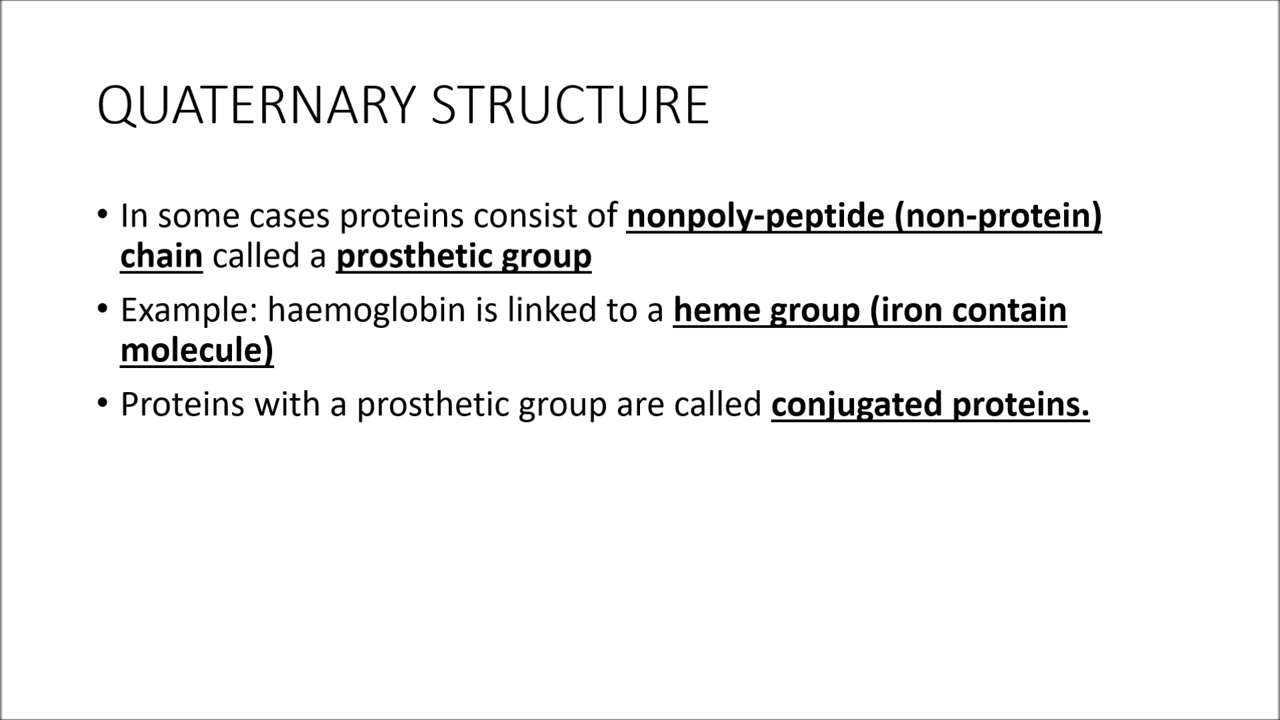 QUATERNARY STRUCTURE
• In some cases proteins consist of nonpoly-peptide (non-protein)
chain called a prosthetic group
• Example: haemoglobin is linked to a heme group (iron contain
molecule)
• Proteins with a prosthetic group are called conjugated proteins.